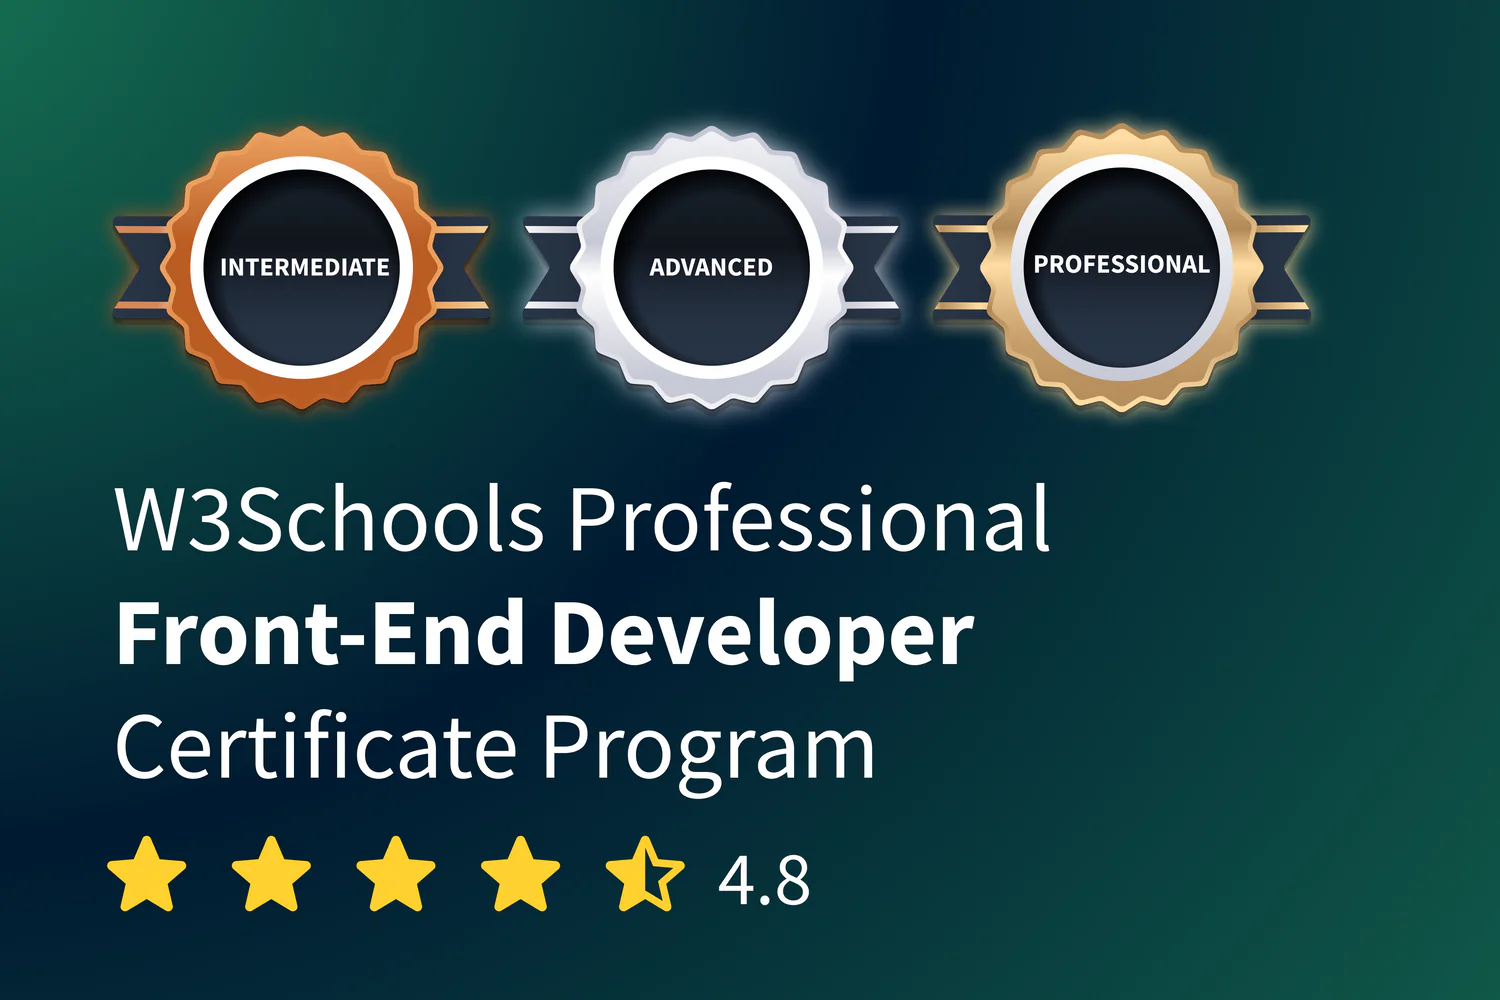 INTERMEDIATE
ADVANCED
PROFESSIONAL
W3Schools Professional
Front-End Developer
Certificate Program
4.8